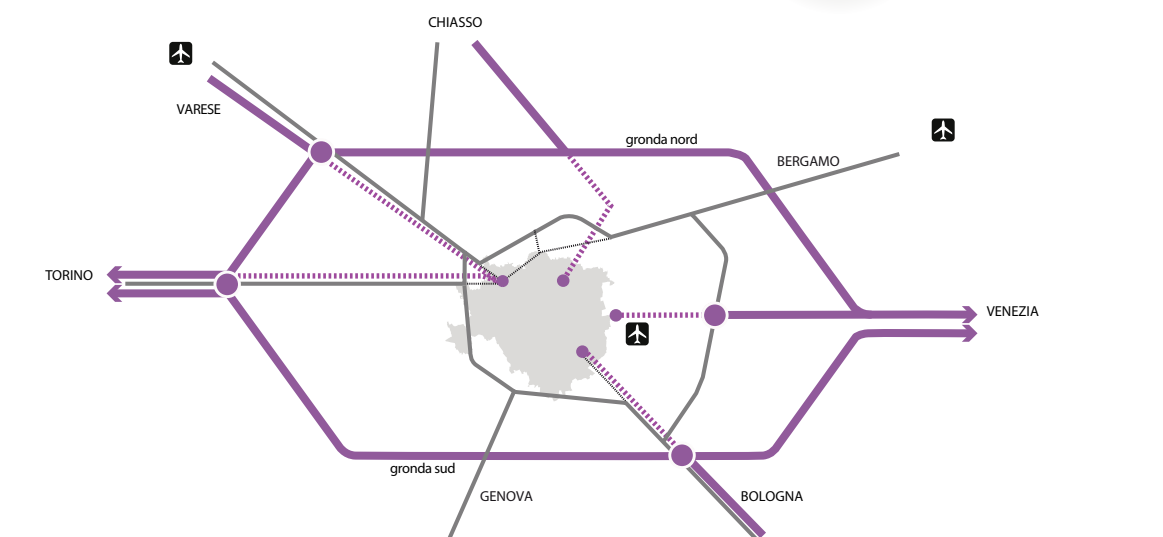 CHIASSO
VARESE
gronda nord
BERGAMO
TORINO
VENEZIA
gronda sud
GENOVA
BOLOGNA